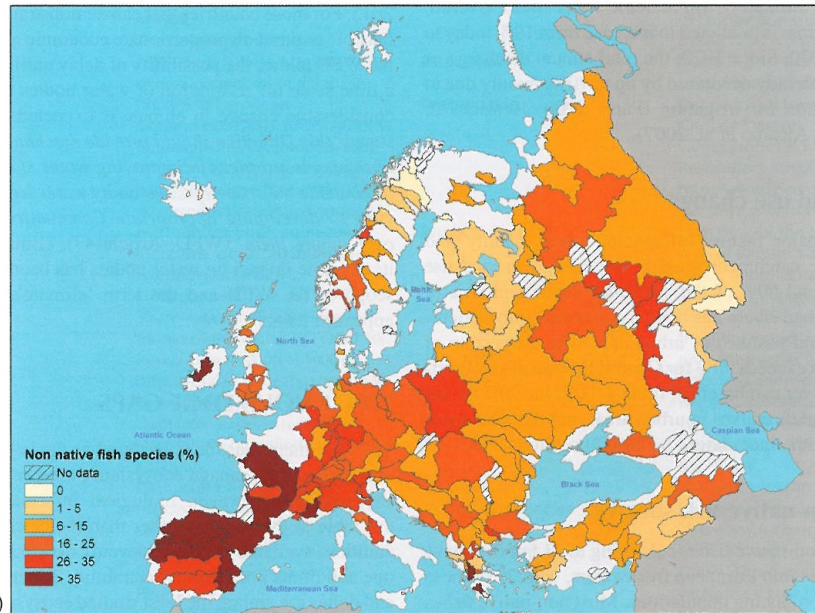 North Sea
Baltic
Sea
Atlantic Ocean
Caspian Sea
Black Sea
Mediterranean Sea
Non native fish species (%)
No data
0
1 - 5
6 - 15
16 - 25
26 - 35
> 35
)